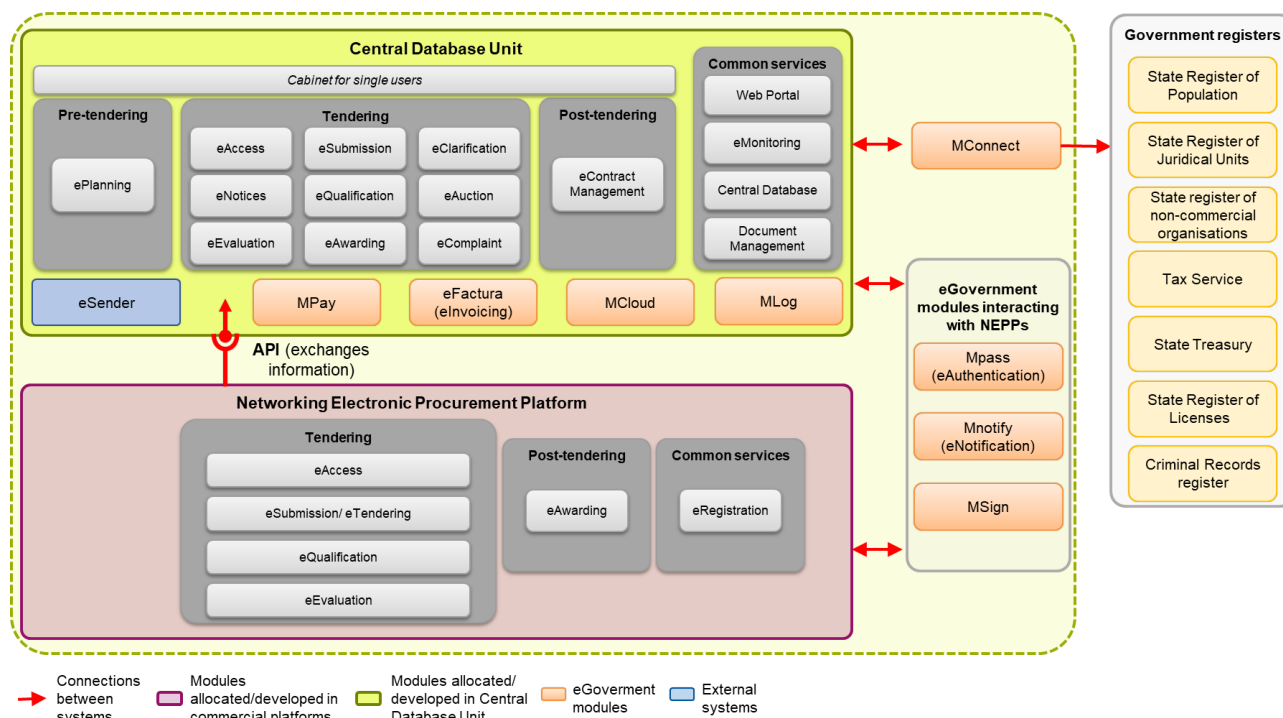 Central Database Unit
Cabinet for single users
Pre-tendering
ePlanning
Tendering
eAccess
eSubmission
eClarification
eNotices
eQualification
eAuction
eEvaluation
eAwarding
eComplaint
Post-tendering
eContract
Management
Common services
Web Portal
eMonitoring
Central Database
Document
Management
eSender
MPay
eFactura
(eInvoicing)
MCloud
MLog
API (exchanges
information)
Networking Electronic Procurement Platform
Tendering
eAccess
eSubmission/ eTendering
eQualification
eEvaluation
Post-tendering
eAwarding
Common services
eRegistration
MConnect
eGovernment
modules interacting
with NEPPs
Mpass
(eAuthentication)
Mnotify
(eNotification)
MSign
Government registers
State Register of
Population
State Register of
Juridical Units
State register of
non-commercial
organisations
Tax Service
State Treasury
State Register of
Licenses
Criminal Records
register
Connections
between
systems
Modules
allocated/developed in
commercial platforms
Modules allocated/
developed in Central
Database Unit
eGoverment
modules
External
systems